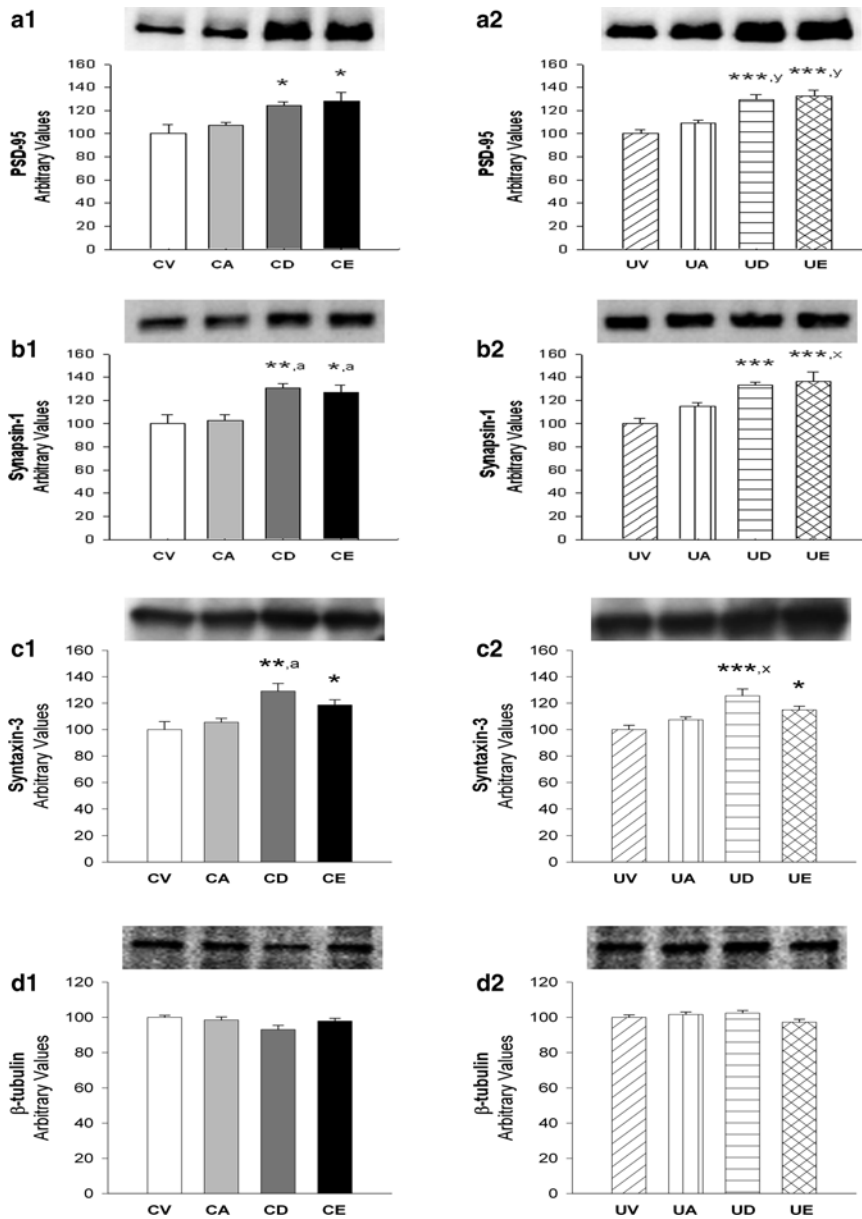 a1
160
140
120
100
80
60
40
20
0
PSD-95
Arbitrary Values
*
*
CV CA CD CE
a2
160
140
120
100
80
60
40
20
0
PSD-95
Arbitrary Values
***,y
***,y
UV UA UD UE
b1
160
140
120
100
80
60
40
20
0
Synapsin-1
Arbitrary Values
**,a
*,a
CV CA CD CE
b2
160
140
120
100
80
60
40
20
0
Synapsin-1
Arbitrary Values
***
***,x
UV UA UD UE
c1
160
140
120
100
80
60
40
20
0
Syntaxin-3
Arbitrary Values
**,a
*
CV CA CD CE
c2
160
140
120
100
80
60
40
20
0
Syntaxin-3
Arbitrary Values
***,x
*
UV UA UD UE
d1
120
100
80
60
40
20
0
β-tubulin
Arbitrary Values
CV CA CD CE
d2
120
100
80
60
40
20
0
β-tubulin
Arbitrary Values
UV UA UD UE